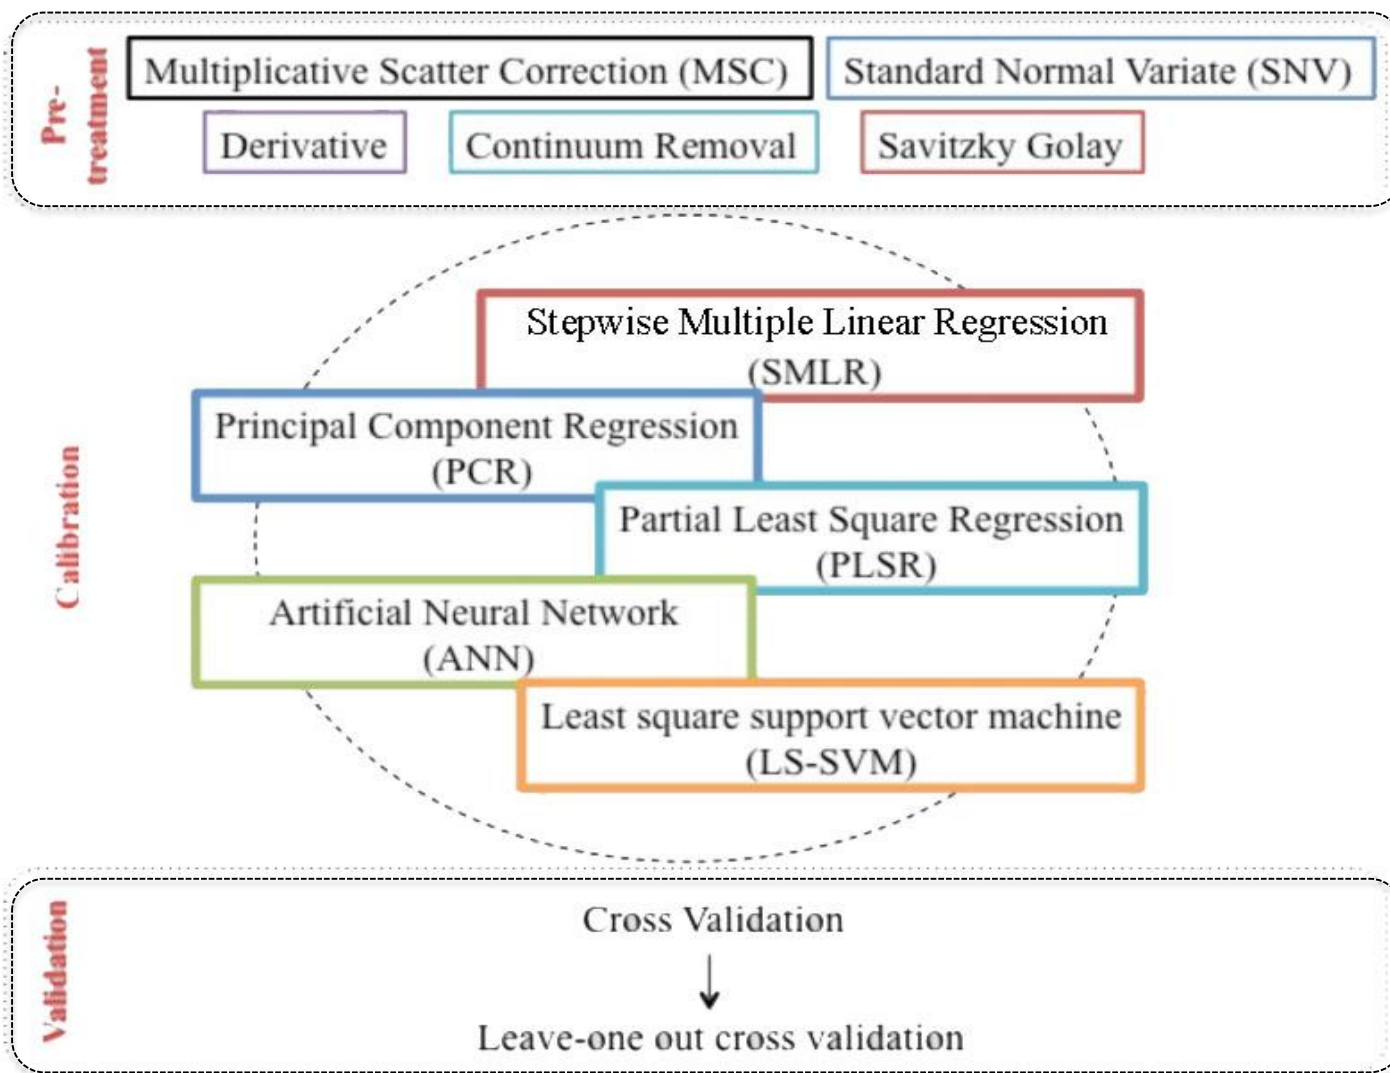 Pre-
treatment
Multiplicative Scatter Correction (MSC)
Standard Normal Variate (SNV)
Derivative
Continuum Removal
Savitzky Golay
Calibration
Stepwise Multiple Linear Regression
(SMLR)
Principal Component Regression
(PCR)
Partial Least Square Regression
(PLSR)
Artificial Neural Network
(ANN)
Least square support vector machine
(LS-SVM)
Validation
Cross Validation
Leave-one out cross validation